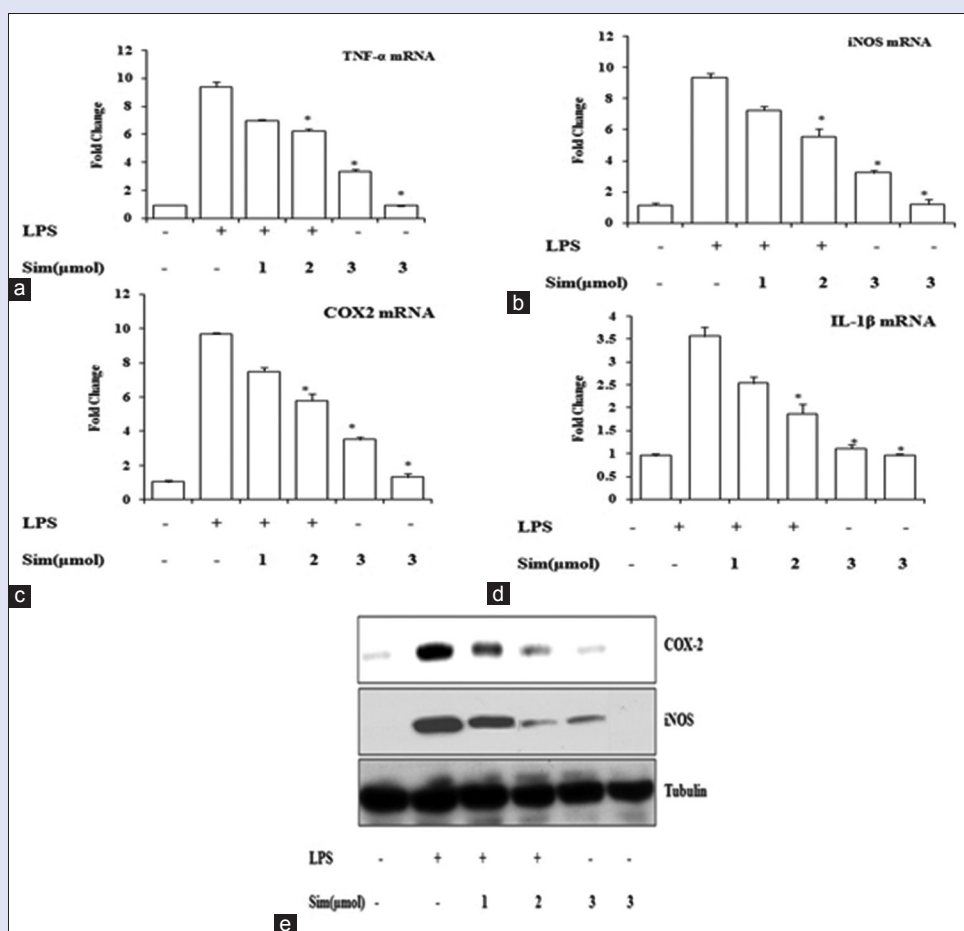 TNF-α mRNA
Fold Change
12
10
8
6
4
2
0
* * *
LPS - + + + - -
Sim(µmol) - - 1 2 3 3
a
iNOS mRNA
Fold Change
12
10
8
6
4
2
0
* * *
LPS - + + + - -
Sim(µmol) - - 1 2 3 3
b
COX2 mRNA
Fold Change
12
10
8
6
4
2
0
* * *
LPS - + + + - -
Sim(µmol) - - 1 2 3 3
c
IL-1β mRNA
Fold Change
4
3.5
3
2.5
2
1.5
1
0.5
0
* * *
LPS - + + + - -
Sim(µmol) - - 1 2 3 3
d
COX-2
iNOS
Tubulin
LPS - + + + - -
Sim(µmol) - - 1 2 3 3
e